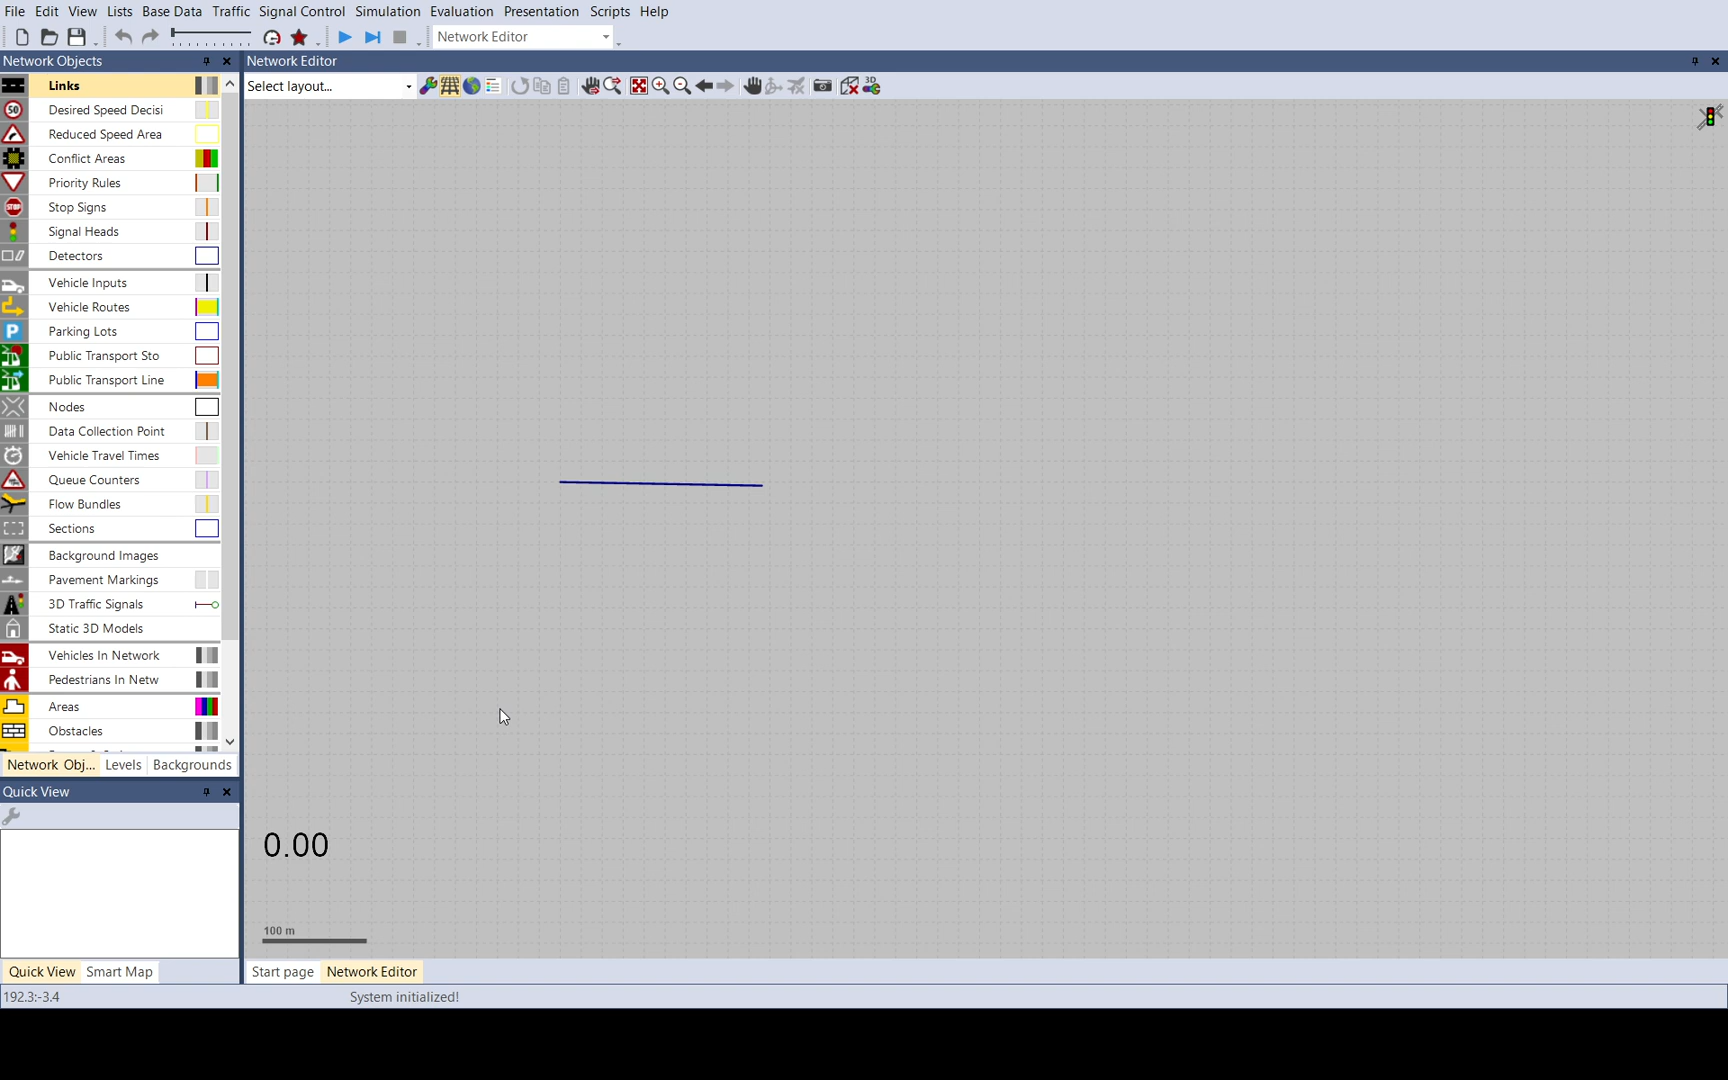 File Edit View Lists Base Data Traffic Signal Control Simulation Evaluation Presentation Scripts Help
Network Editor
Network Objects
Network Editor
Select layout...
Links
50 Desired Speed Decisi
Reduced Speed Area
Conflict Areas
Priority Rules
STOP Stop Signs
Signal Heads
Detectors
Vehicle Inputs
Vehicle Routes
P Parking Lots
Public Transport Sto
Public Transport Line
Nodes
Data Collection Point
Vehicle Travel Times
Queue Counters
Flow Bundles
Sections
Background Images
Pavement Markings
3D Traffic Signals
Static 3D Models
Vehicles In Network
Pedestrians In Netw
Areas
Obstacles
Network Obj... Levels Backgrounds
Quick View
0.00
100 m
Quick View Smart Map
Start page Network Editor
192.3:-3.4 System initialized!